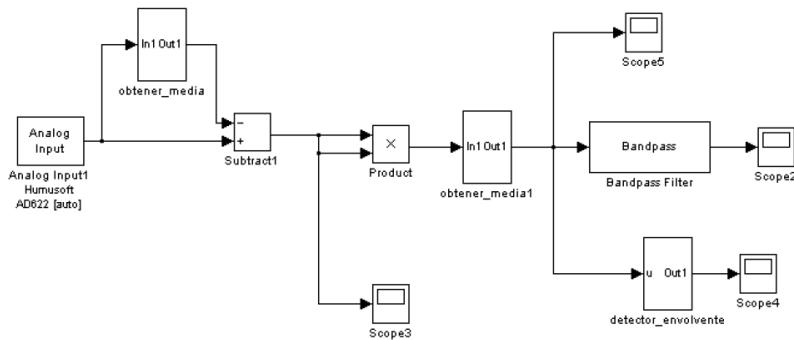 In1 Out1
obtener_media
Scope5
Analog
Input
Analog Input1
Humusoft
AD622 [auto]
−
+
Subtract1
×
Product
In1 Out1
obtener_media1
Bandpass
Bandpass Filter
Scope2
Scope3
u Out1
detector_envolvente
Scope4